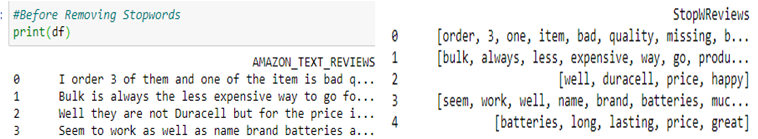 #Before Removing Stopwords
print(df)
AMAZON_TEXT_REVIEWS
0 I order 3 of them and one of the item is bad q...
1 Bulk is always the less expensive way to go fo...
2 Well they are not Duracell but for the price i...
3 Seem to work as well as name brand batteries a...
StopWReviews
0 [order, 3, one, item, bad, quality, missing, b...
1 [bulk, always, less, expensive, way, go, produ...
2 [well, duracell, price, happy]
3 [seem, work, well, name, brand, batteries, muc...
4 [batteries, long, lasting, price, great]